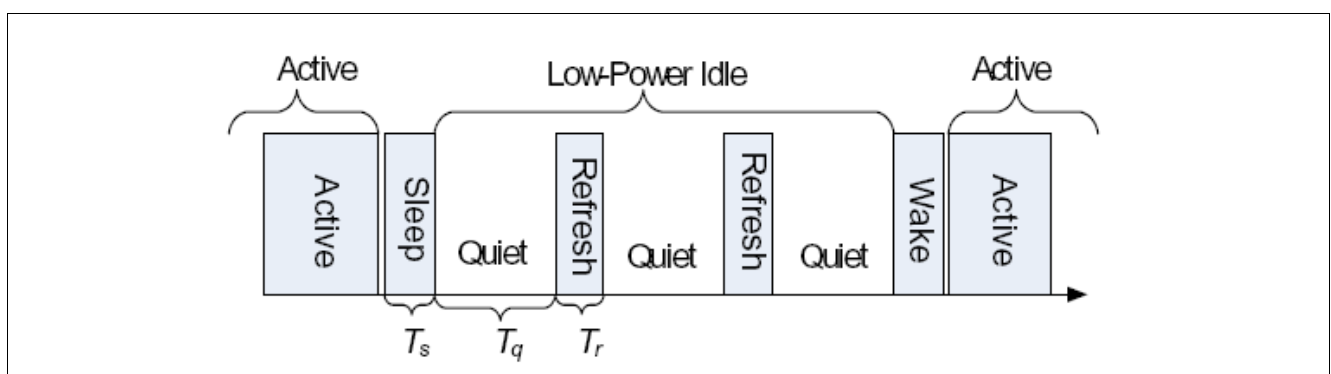 Active Low-Power Idle Active
Active Sleep Refresh Refresh Wake Active
Quiet Quiet Quiet
Ts Tq Tr